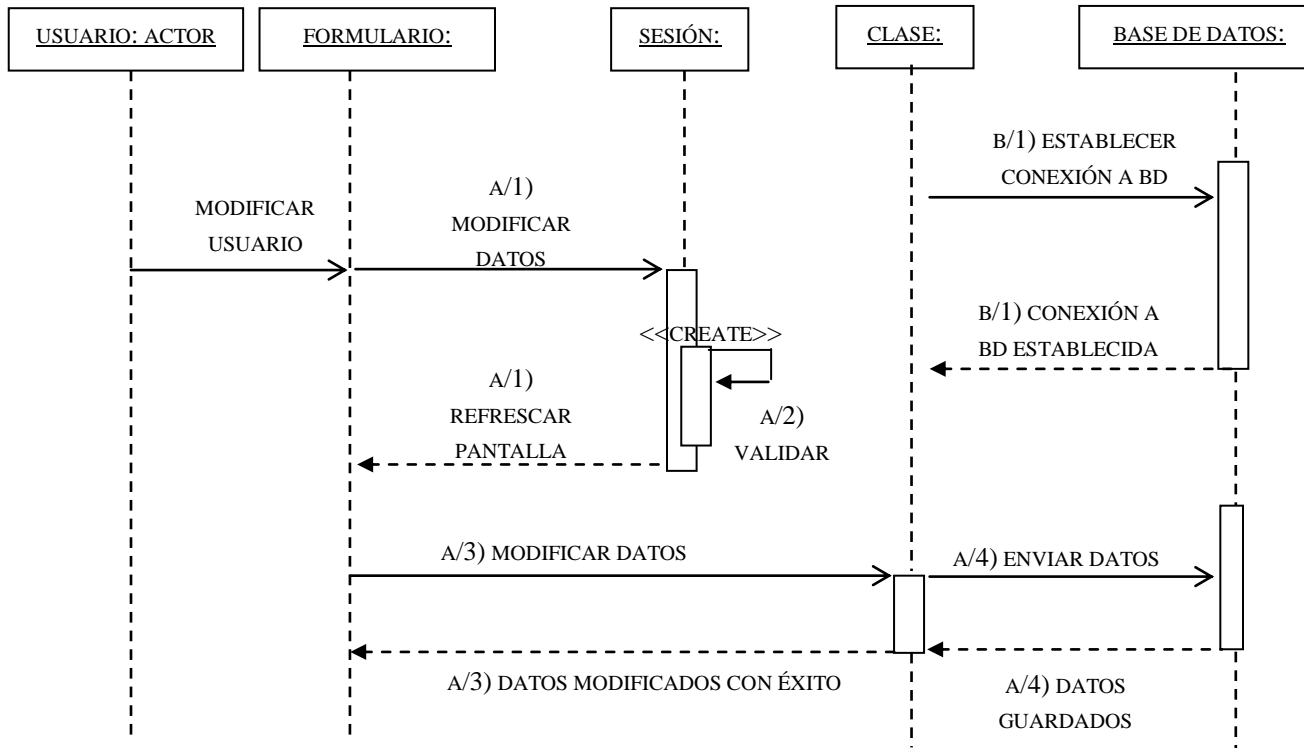 USUARIO: ACTOR
FORMULARIO:
SESIÓN:
CLASE:
BASE DE DATOS:
B/1) ESTABLECER
CONEXIÓN A BD
MODIFICAR
USUARIO
A/1)
MODIFICAR
DATOS
<<CREATE>>
B/1) CONEXIÓN A
BD ESTABLECIDA
A/1)
REFRESCAR
PANTALLA
A/2)
VALIDAR
A/3) MODIFICAR DATOS
A/4) ENVIAR DATOS
A/3) DATOS MODIFICADOS CON ÉXITO
A/4) DATOS
GUARDADOS